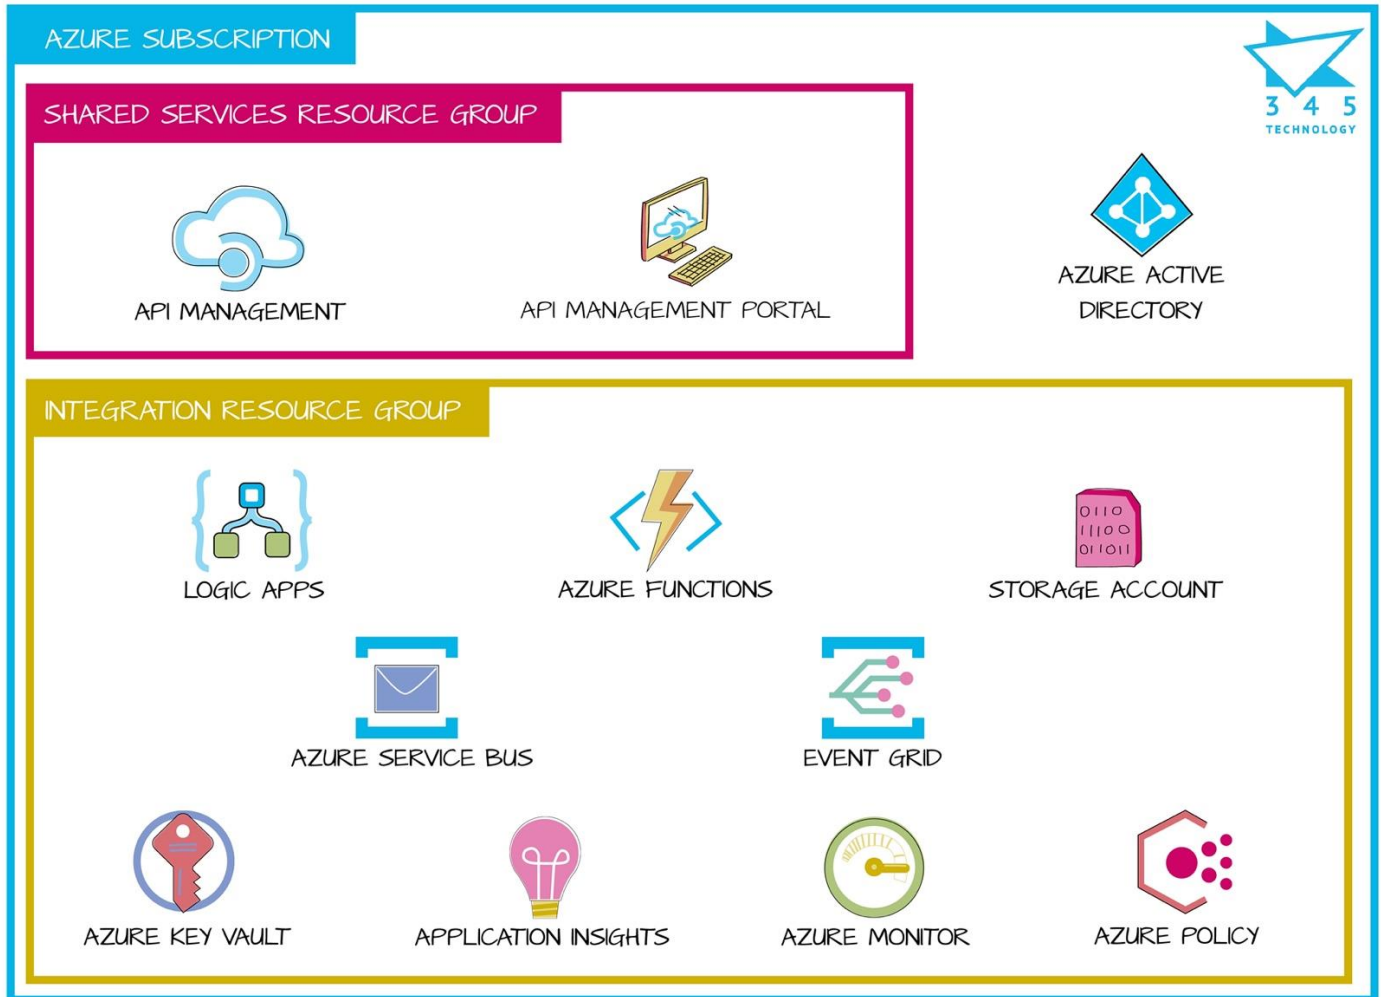 AZURE SUBSCRIPTION
3 4 5
TECHNOLOGY
SHARED SERVICES RESOURCE GROUP
API MANAGEMENT
API MANAGEMENT PORTAL
AZURE ACTIVE
DIRECTORY
INTEGRATION RESOURCE GROUP
0110
11100
011011
LOGIC APPS
AZURE FUNCTIONS
STORAGE ACCOUNT
AZURE SERVICE BUS
EVENT GRID
AZURE KEY VAULT
APPLICATION INSIGHTS
AZURE MONITOR
AZURE POLICY